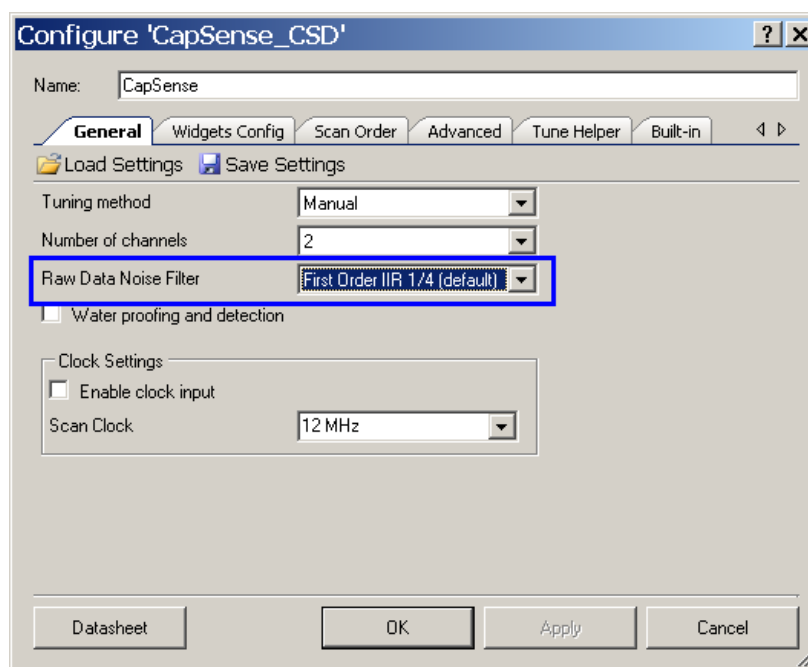 Configure 'CapSense_CSD'
? X
Name: CapSense
General Widgets Config Scan Order Advanced Tune Helper Built-in
Load Settings Save Settings
Tuning method Manual
Number of channels 2
Raw Data Noise Filter First Order IIR 1/4 (default)
Water proofing and detection
Clock Settings
Enable clock input
Scan Clock 12 MHz
Datasheet OK Apply Cancel